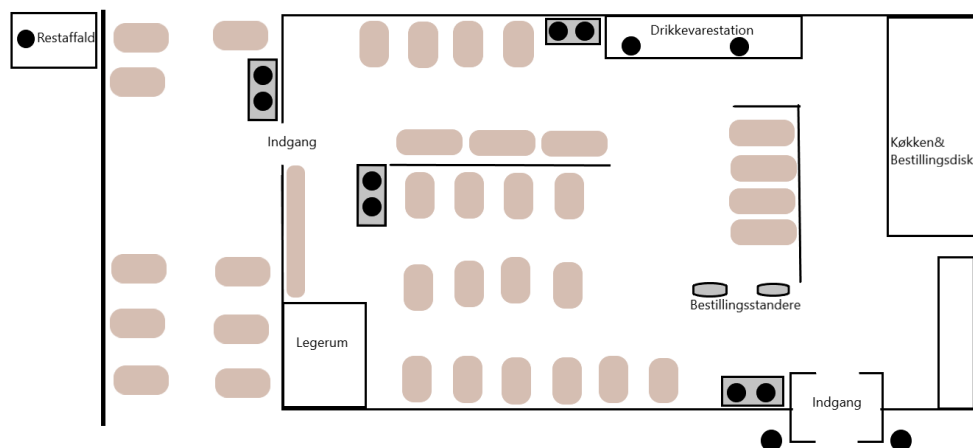 Restaffald
Drikkevarestation
Indgang
Køkken&
Bestillingsdisk
Bestillingsstandere
Legerum
Indgang